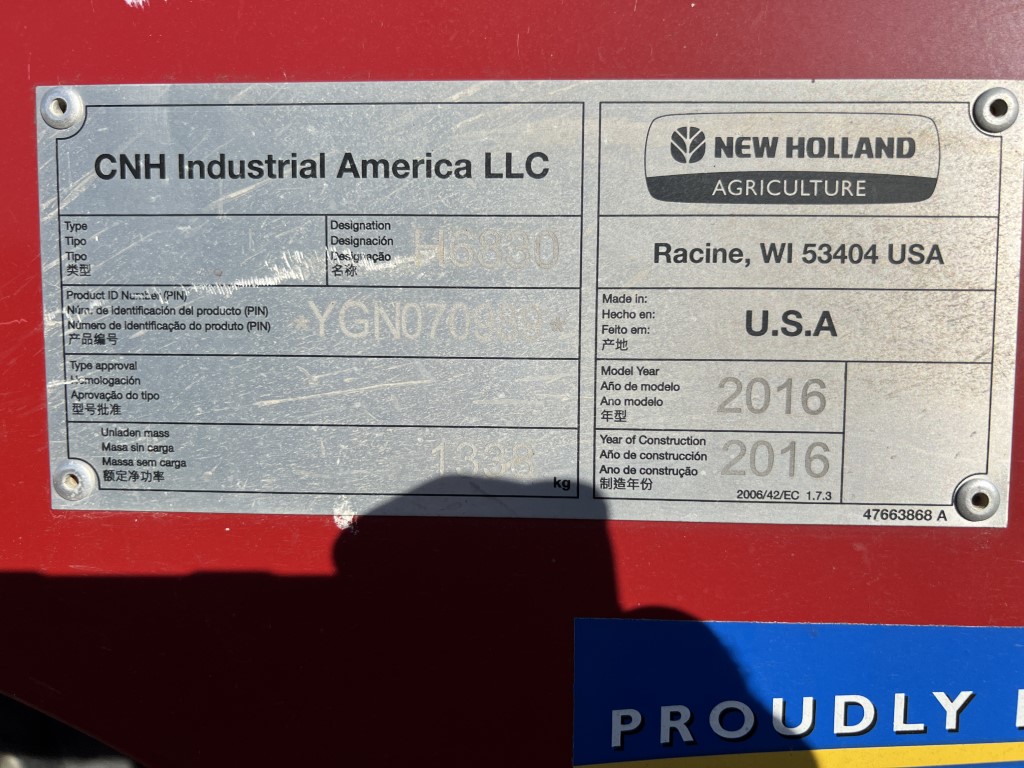 CNH Industrial America LLC
Type
Tipo
Tipo
类型
Designation
Designación
Designação
名称
Product ID Number (PIN)
Núm. de identificación del producto (PIN)
Número de identificação do produto (PIN)
产品编号
Type approval
Homologación
Aprovação do tipo
型号批准
Unladen mass
Masa sin carga
Massa sem carga
额定净功率
1338
kg
NEW HOLLAND
AGRICULTURE
Racine, WI 53404 USA
Made in:
Hecho en:
Feito em:
产地
U.S.A
Model Year
Año de modelo
Ano modelo
年型
2016
Year of Construction
Año de construcción
Ano de construção
制造年份
2016
2006/42/EC 1.7.3
47663868 A
PROUDLY